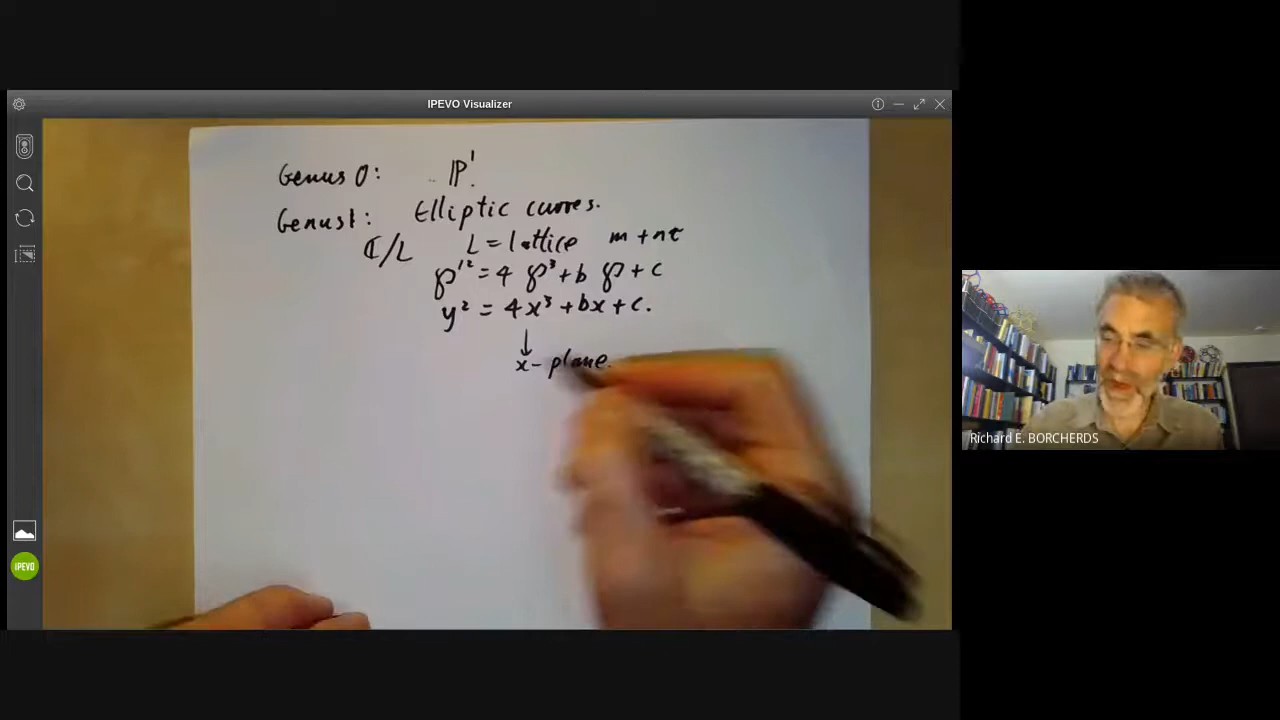 IPEVO Visualizer
Genus 0: ℙ¹.
Genus 1: Elliptic curves.
ℂ/L L = lattice m + nτ
℘'² = 4 ℘³ + b ℘ + c
y² = 4x³ + bx + c.
↓
x - plane.
Richard E. BORCHERDS
iPEVO